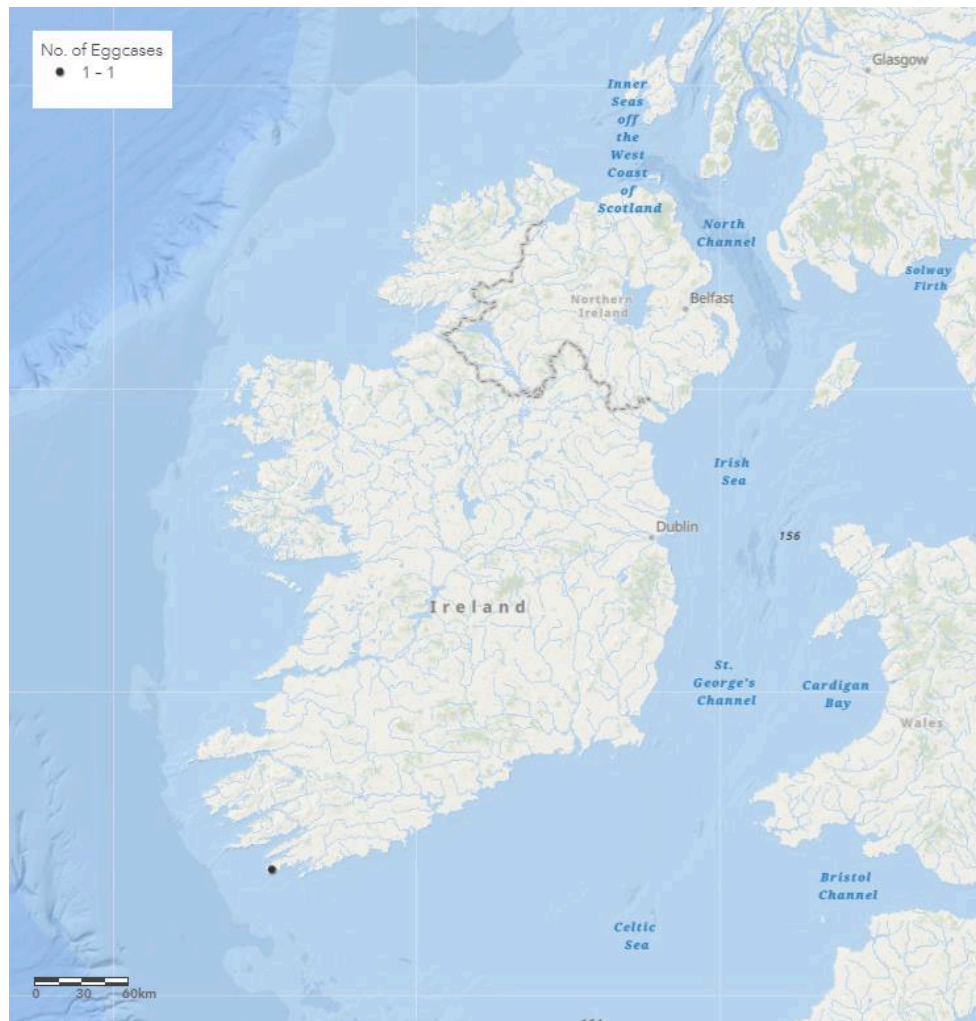 No. of Eggcases
1 - 1
Glasgow
Inner
Seas
off
the
West
Coast
of
Scotland
North
Channel
Solway
Firth
Northern
Ireland
Belfast
Irish
Sea
Dublin
156
Ireland
St.
George's
Channel
Cardigan
Bay
Wales
Bristol
Channel
Celtic
Sea
0 30 60km